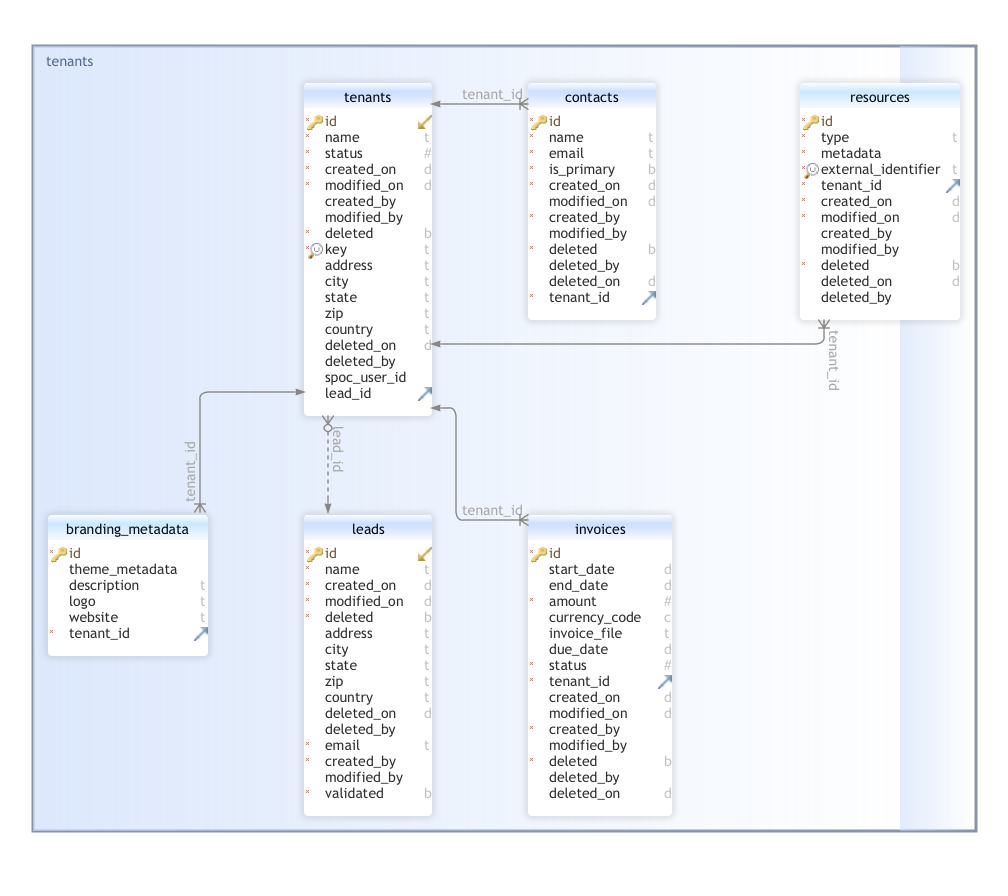 tenants
tenants
id
name t
status #
created_on d
modified_on d
created_by
modified_by
deleted b
key t
address t
city t
state t
zip t
country t
deleted_on d
deleted_by
spoc_user_id
lead_id
tenant_id
contacts
id
name t
email t
is_primary b
created_on d
modified_on d
created_by
modified_by
deleted b
deleted_by
deleted_on d
tenant_id
resources
id
type t
metadata
external_identifier t
tenant_id
created_on d
modified_on d
created_by
modified_by
deleted b
deleted_on d
deleted_by
tenant_id
tenant_id
lead_id
tenant_id
branding_metadata
id
theme_metadata
description t
logo t
website t
tenant_id
leads
id
name t
created_on d
modified_on d
deleted b
address t
city t
state t
zip t
country t
deleted_on d
deleted_by
email t
created_by
modified_by
validated b
invoices
id
start_date d
end_date d
amount #
currency_code c
invoice_file t
due_date d
status #
tenant_id
created_on d
modified_on d
created_by
modified_by
deleted b
deleted_by
deleted_on d